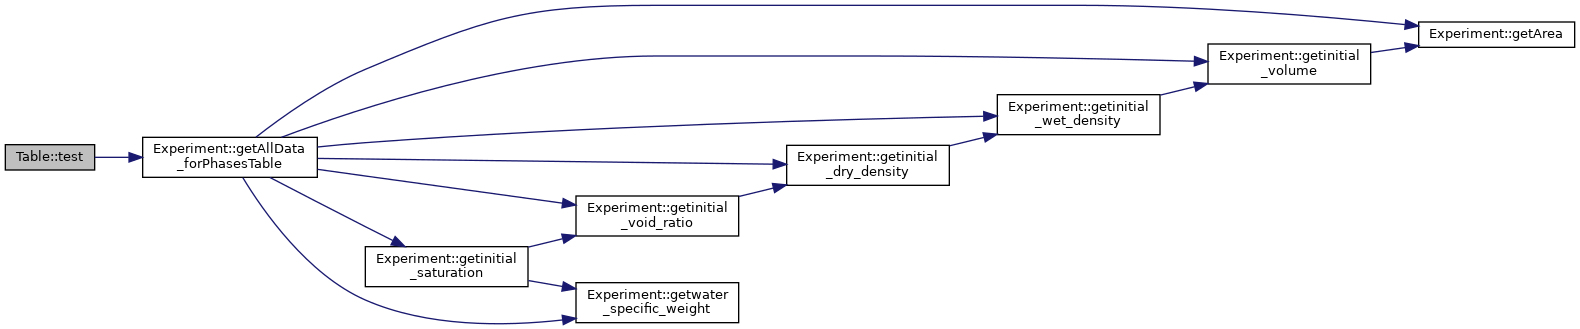 Table::test
Experiment::getAllData
_forPhasesTable
Experiment::getArea
Experiment::getinitial
_volume
Experiment::getinitial
_wet_density
Experiment::getinitial
_dry_density
Experiment::getinitial
_void_ratio
Experiment::getinitial
_saturation
Experiment::getwater
_specific_weight